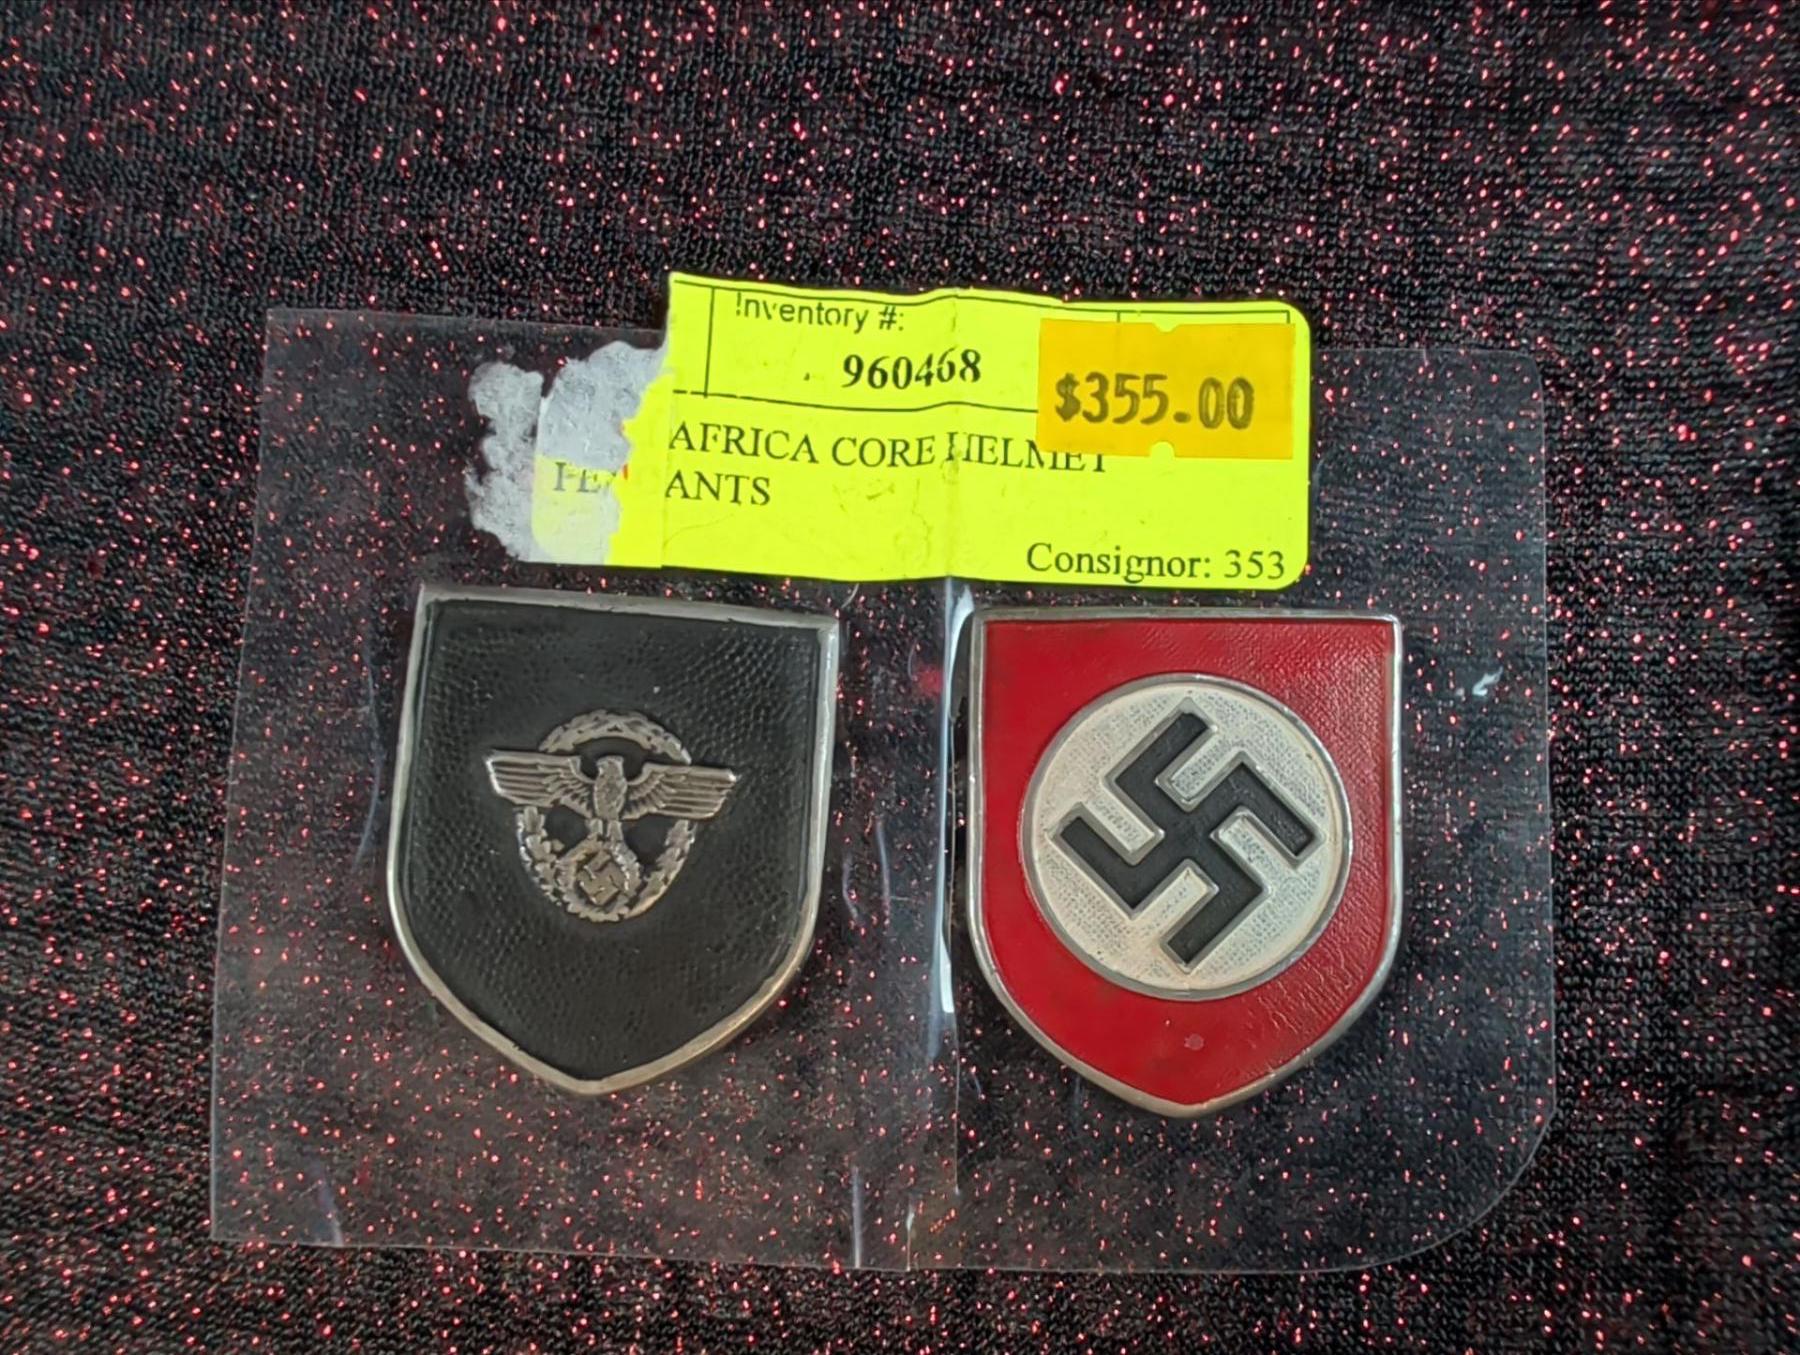 Inventory #:
960468
$355.00
AFRICA CORE HELMET
ANTS
Consignor: 353